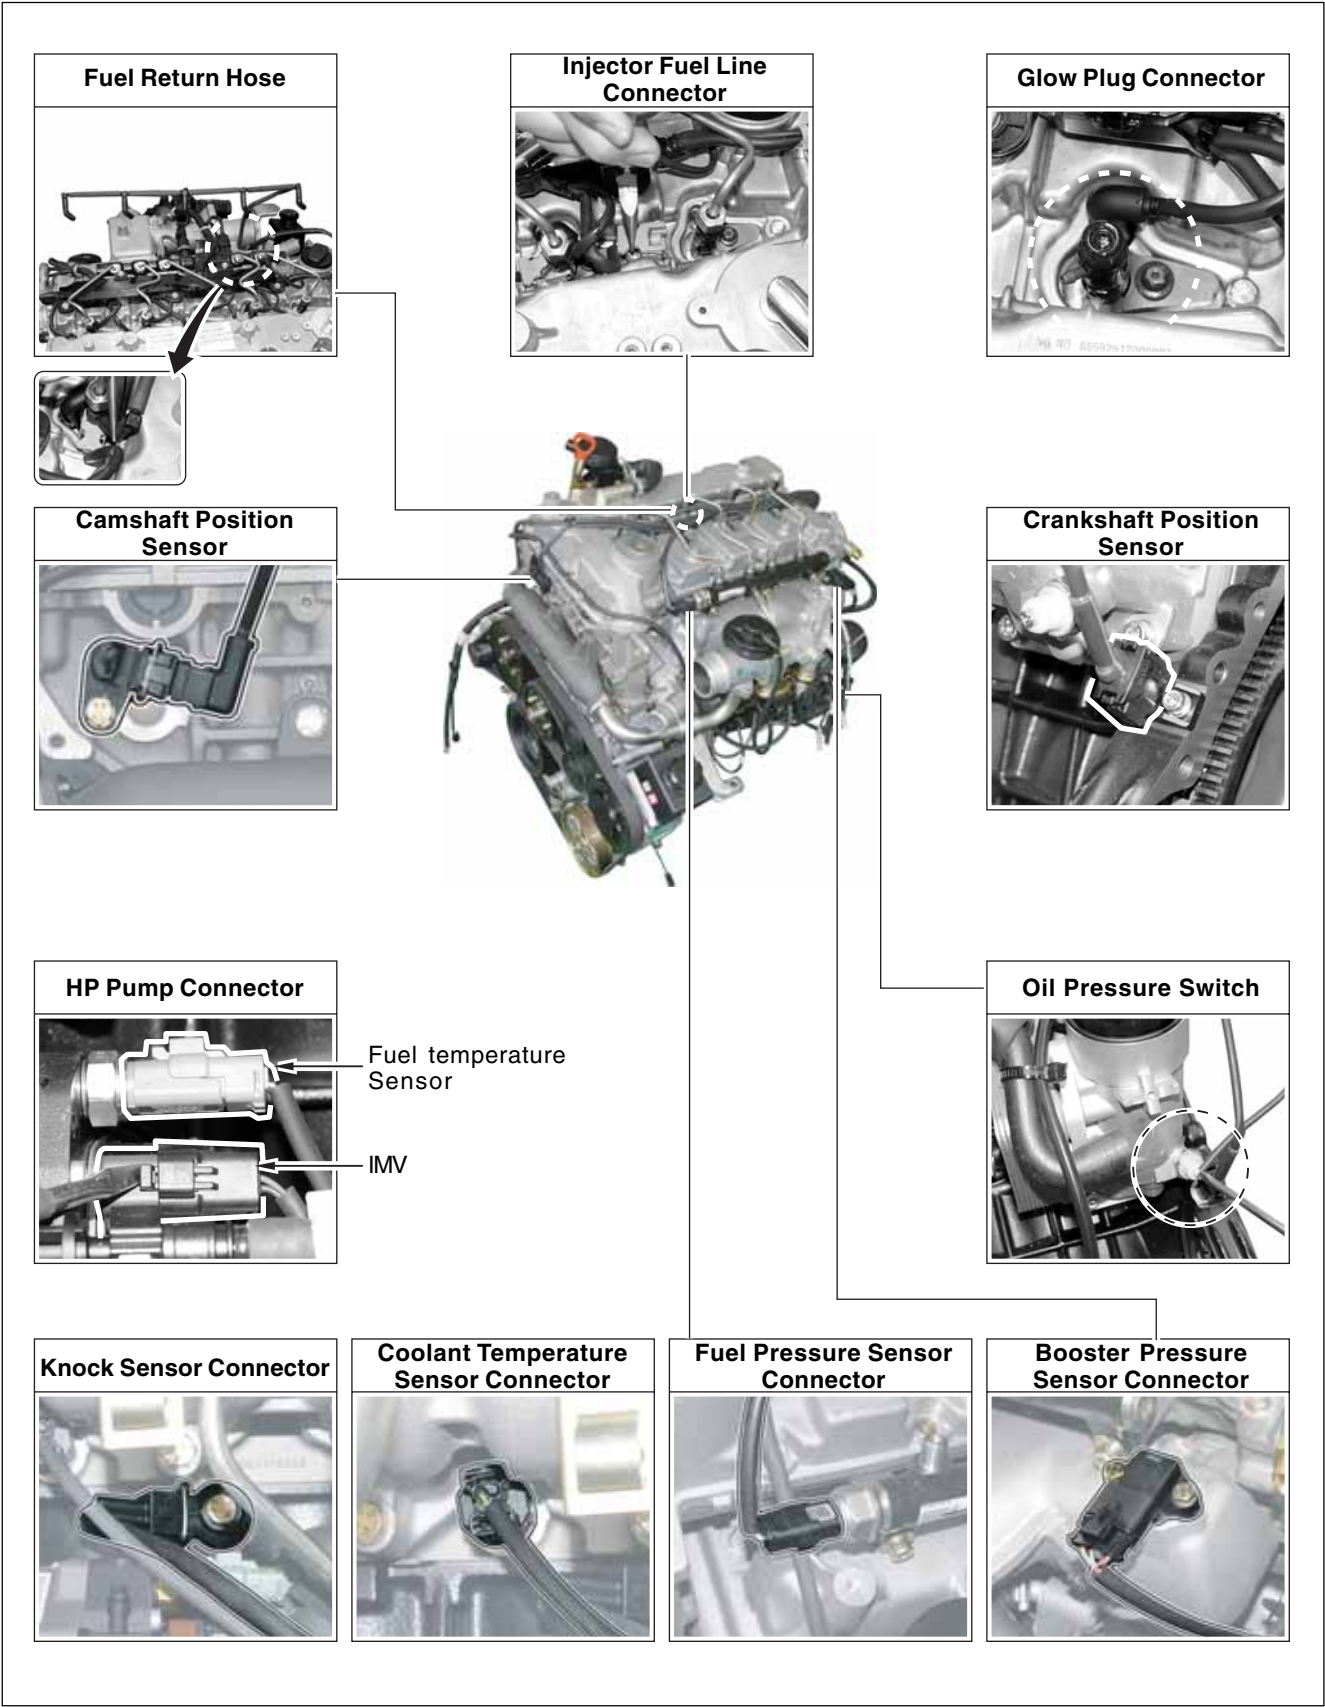 Fuel Return Hose
Injector Fuel Line
Connector
Glow Plug Connector
Camshaft Position
Sensor
Crankshaft Position
Sensor
HP Pump Connector
Fuel temperature
Sensor
IMV
Oil Pressure Switch
Knock Sensor Connector
Coolant Temperature
Sensor Connector
Fuel Pressure Sensor
Connector
Booster Pressure
Sensor Connector